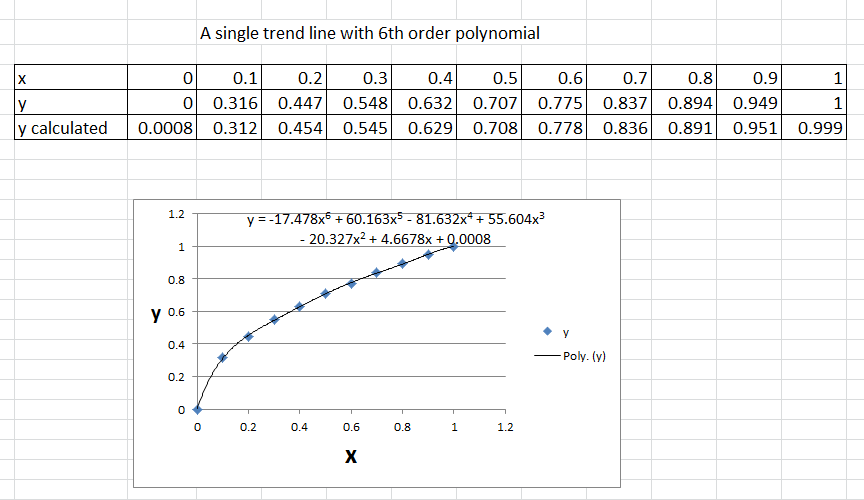 A single trend line with 6th order polynomial
x 0 0.1 0.2 0.3 0.4 0.5 0.6 0.7 0.8 0.9 1
y 0 0.316 0.447 0.548 0.632 0.707 0.775 0.837 0.894 0.949 1
y calculated 0.0008 0.312 0.454 0.545 0.629 0.708 0.778 0.836 0.891 0.951 0.999
y = -17.478x⁶ + 60.163x⁵ - 81.632x⁴ + 55.604x³
- 20.327x² + 4.6678x + 0.0008
1.2
1
0.8
y
0.6
0.4
0.2
0
y
Poly. (y)
0 0.2 0.4 0.6 0.8 1 1.2
x